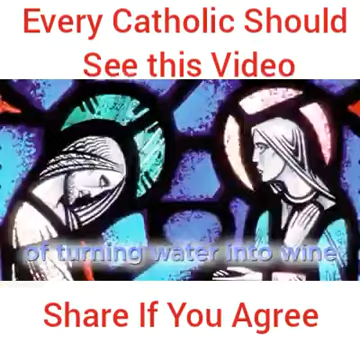 Every Catholic Should
See this Video
of turning water into wine
Share If You Agree